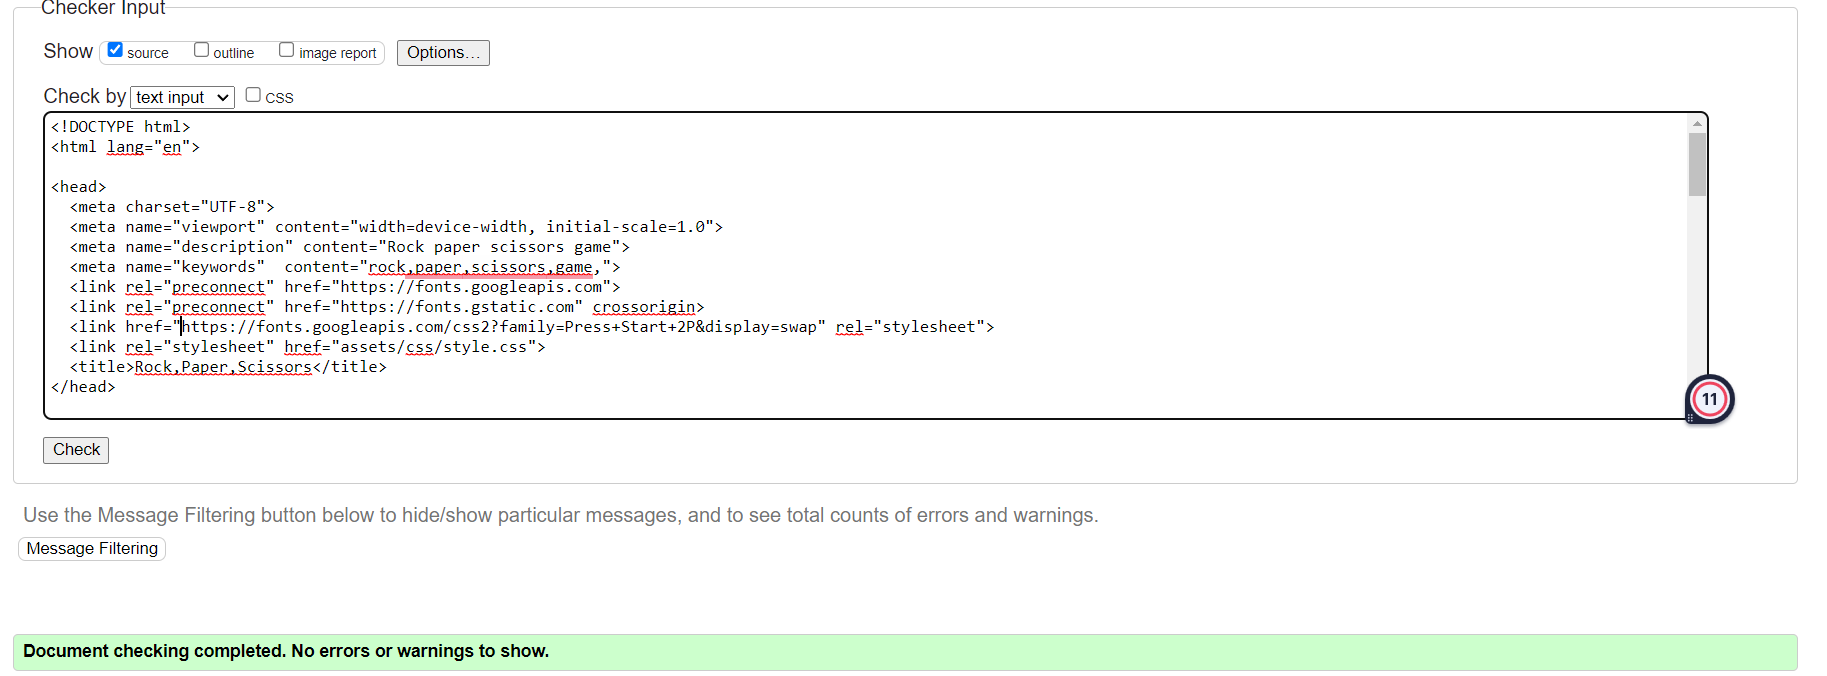 Checker Input
Show source outline image report Options...
Check by text input CSS
<!DOCTYPE html>
<html lang="en">
<head>
<meta charset="UTF-8">
<meta name="viewport" content="width=device-width, initial-scale=1.0">
<meta name="description" content="Rock paper scissors game">
<meta name="keywords"  content="rock,paper,scissors,game,">
<link rel="preconnect" href="https://fonts.googleapis.com">
<link rel="preconnect" href="https://fonts.gstatic.com" crossorigin>
<link href="https://fonts.googleapis.com/css2?family=Press+Start+2P&display=swap" rel="stylesheet">
<link rel="stylesheet" href="assets/css/style.css">
<title>Rock,Paper,Scissors</title>
</head>
11
Check
Use the Message Filtering button below to hide/show particular messages, and to see total counts of errors and warnings.
Message Filtering
Document checking completed. No errors or warnings to show.